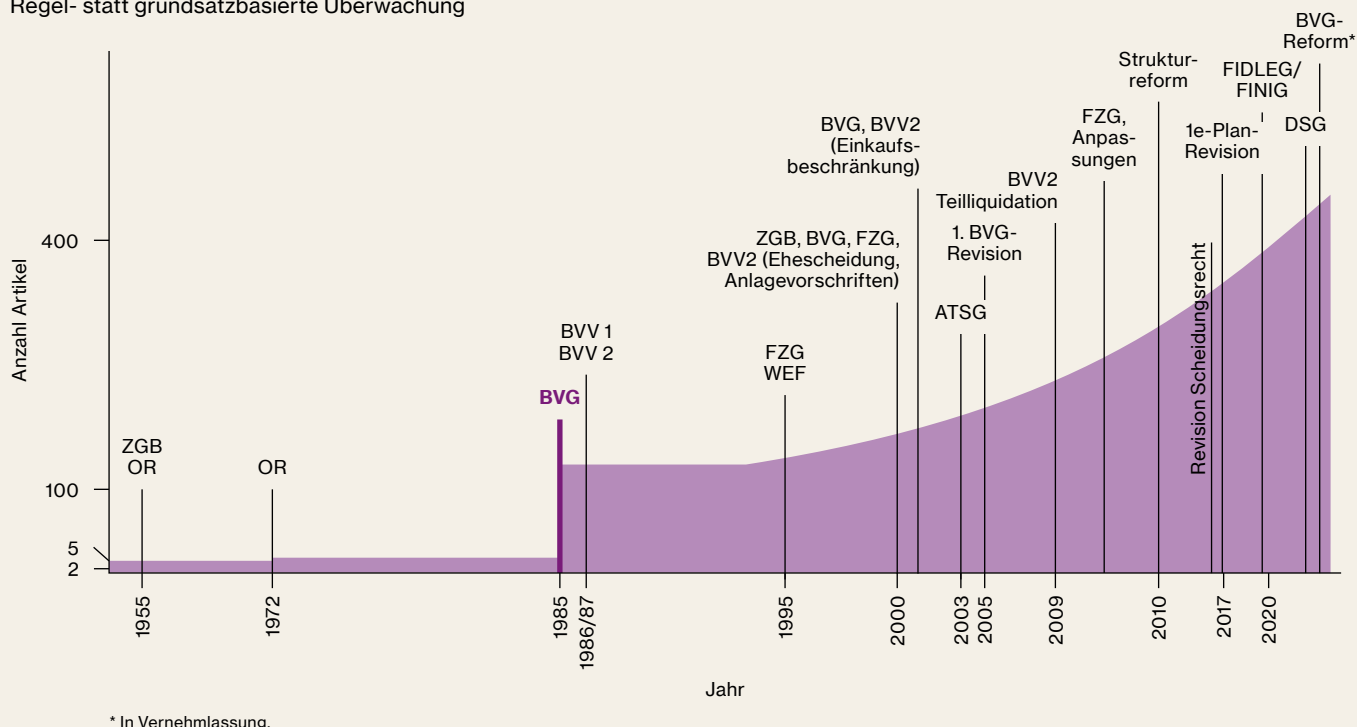 Regel- statt grundsatzbasierte Überwachung
BVG-
Reform*
Struktur-
reform
FIDLEG/
FINIG
FZG,
Anpas-
sungen
BVG, BVV2
(Einkaufs-
beschränkung)
1e-Plan-
Revision
DSG
BVV2
Teilliquidation
1. BVG-
Revision
ZGB, BVG, FZG,
BVV2 (Ehescheidung,
Anlagevorschriften)
ATSG
Revision Scheidungsrecht
BVV 1
BVV 2
FZG
WEF
BVG
ZGB
OR
OR
Anzahl Artikel
400
100
5
2
1955
1972
1985
1986/87
1995
2000
2003
2005
2009
2010
2017
2020
Jahr
* In Vernehmlassung.